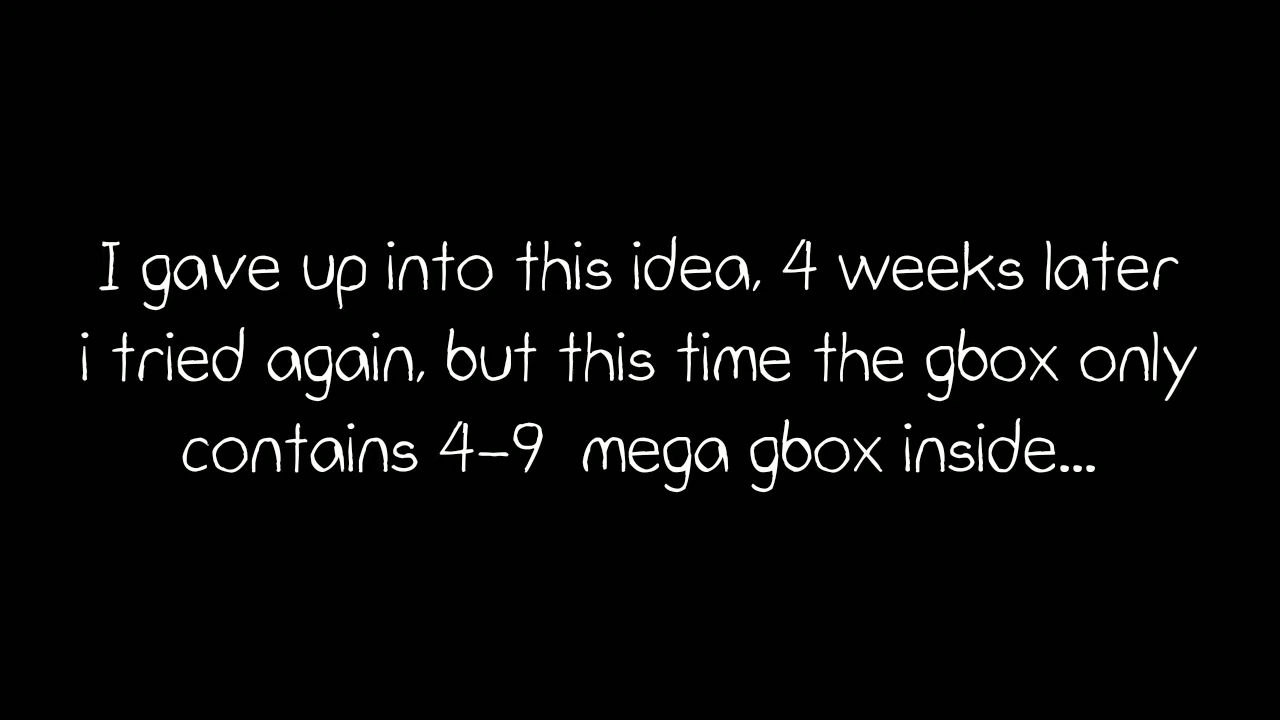 I gave up into this idea, 4 weeks later
i tried again, but this time the gbox only
contains 4-9 mega gbox inside...